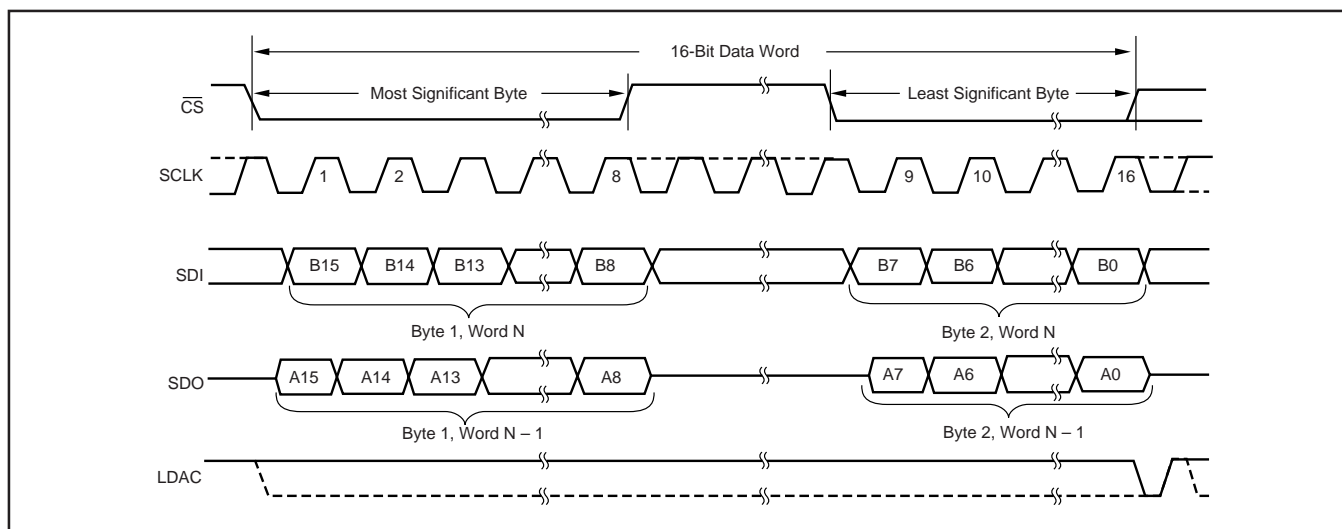 16-Bit Data Word
Most Significant Byte
Least Significant Byte
CS
SCLK
1 2 8 9 10 16
SDI
B15 B14 B13 B8 B7 B6 B0
Byte 1, Word N
Byte 2, Word N
SDO
A15 A14 A13 A8 A7 A6 A0
Byte 1, Word N – 1
Byte 2, Word N – 1
LDAC